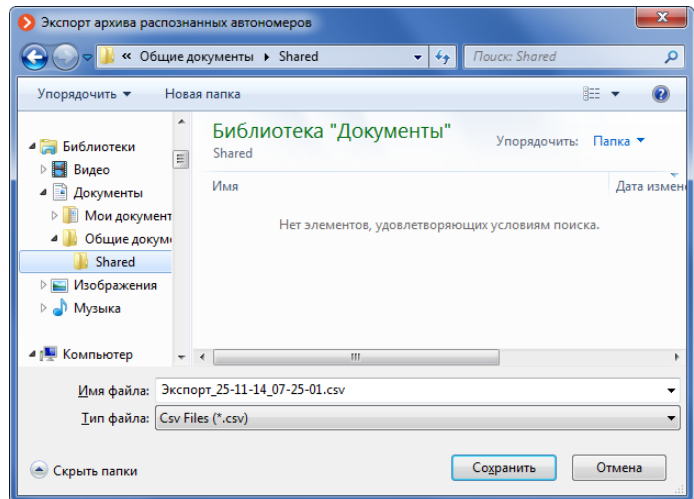 Экспорт архива распознанных автономеров
« Общие документы Shared
Поиск: Shared
Упорядочить Новая папка
Библиотеки
Видео
Документы
Мои документ
Общие докум
Shared
Изображения
Музыка
Компьютер
Библиотека "Документы"
Shared
Упорядочить: Папка
Имя Дата измен
Нет элементов, удовлетворяющих условиям поиска.
Имя файла: Экспорт_25-11-14_07-25-01.csv
Тип файла: Csv Files (*.csv)
Скрыть папки Сохранить Отмена